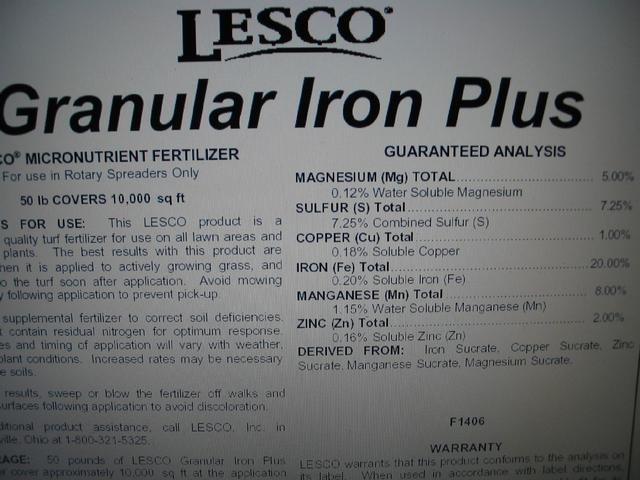 LESCO®
Granular Iron Plus
CO® MICRONUTRIENT FERTILIZER
For use in Rotary Spreaders Only
50 lb COVERS 10,000 sq ft
S FOR USE: This LESCO product is a
quality turf fertilizer for use on all lawn areas and
plants. The best results with this product are
hen it is applied to actively growing grass, and
o the turf soon after application. Avoid mowing
y following application to prevent pick-up.
supplemental fertilizer to correct soil deficiencies.
t contain residual nitrogen for optimum response.
es and timing of application will vary with weather,
plant conditions. Increased rates may be necessary
e soils.
results, sweep or blow the fertilizer off walks and
urfaces following application to avoid discoloration.
ditional product assistance, call LESCO, Inc. in
ville, Ohio at 1-800-321-5325.
RAGE: 50 pounds of LESCO Granular Iron Plus
er cover approximately 10,000 sq ft at the application
GUARANTEED ANALYSIS
MAGNESIUM (Mg) TOTAL 5.00%
0.12% Water Soluble Magnesium
SULFUR (S) Total 7.25%
7.25% Combined Sulfur (S)
COPPER (Cu) Total 1.00%
0.18% Soluble Copper
IRON (Fe) Total 20.00%
0.20% Soluble Iron (Fe)
MANGANESE (Mn) Total 8.00%
1.15% Water Soluble Manganese (Mn)
ZINC (Zn) Total 2.00%
0.16% Soluble Zinc (Zn)
DERIVED FROM: Iron Sucrate, Copper Sucrate, Zinc
Sucrate, Manganese Sucrate, Magnesium Sucrate.
F1406
WARRANTY
LESCO warrants that this product conforms to the analysis on
its label. When used in accordance with label directions,